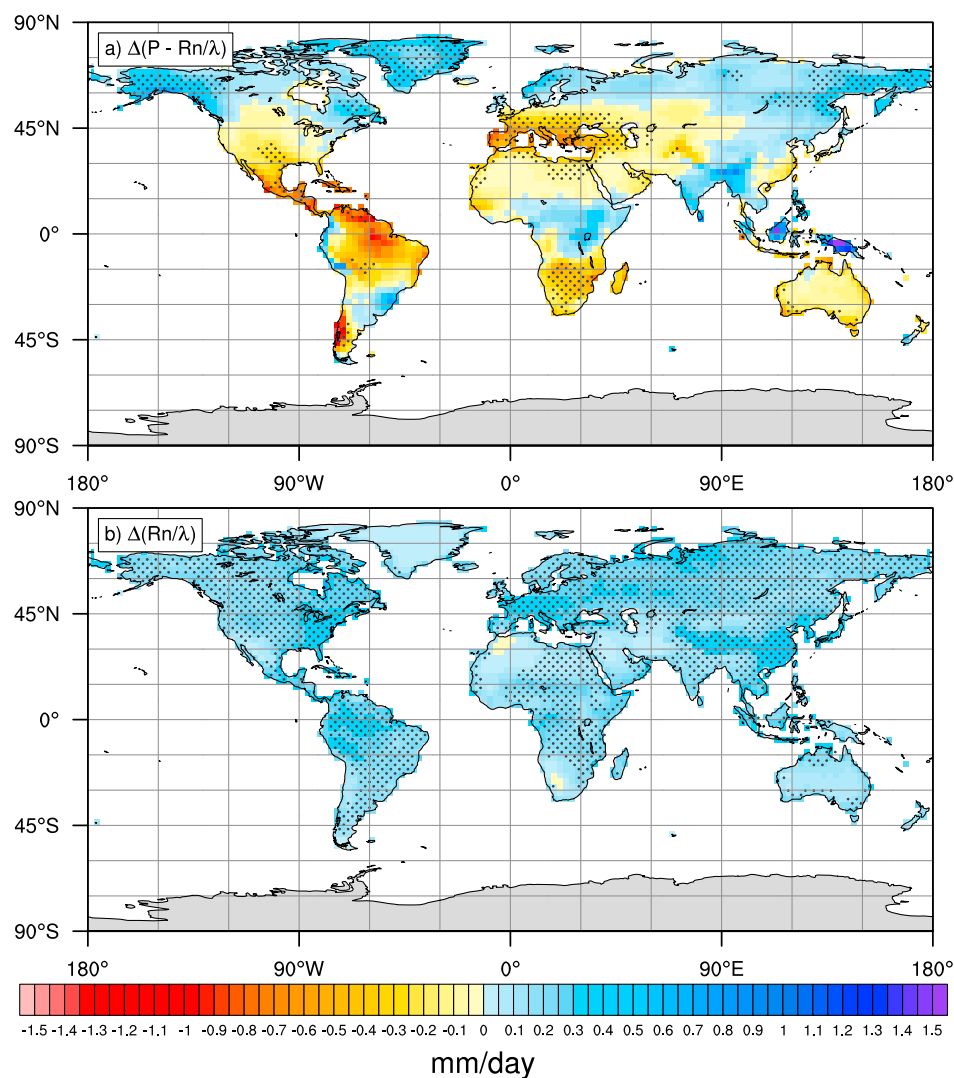 90°N
a) Δ(P - Rn/λ)
45°N
0°
45°S
90°S
180° 90°W 0° 90°E 180°
90°N
b) Δ(Rn/λ)
45°N
0°
45°S
90°S
180° 90°W 0° 90°E 180°
-1.5 -1.4 -1.3 -1.2 -1.1 -1 -0.9 -0.8 -0.7 -0.6 -0.5 -0.4 -0.3 -0.2 -0.1 0 0.1 0.2 0.3 0.4 0.5 0.6 0.7 0.8 0.9 1 1.1 1.2 1.3 1.4 1.5
mm/day